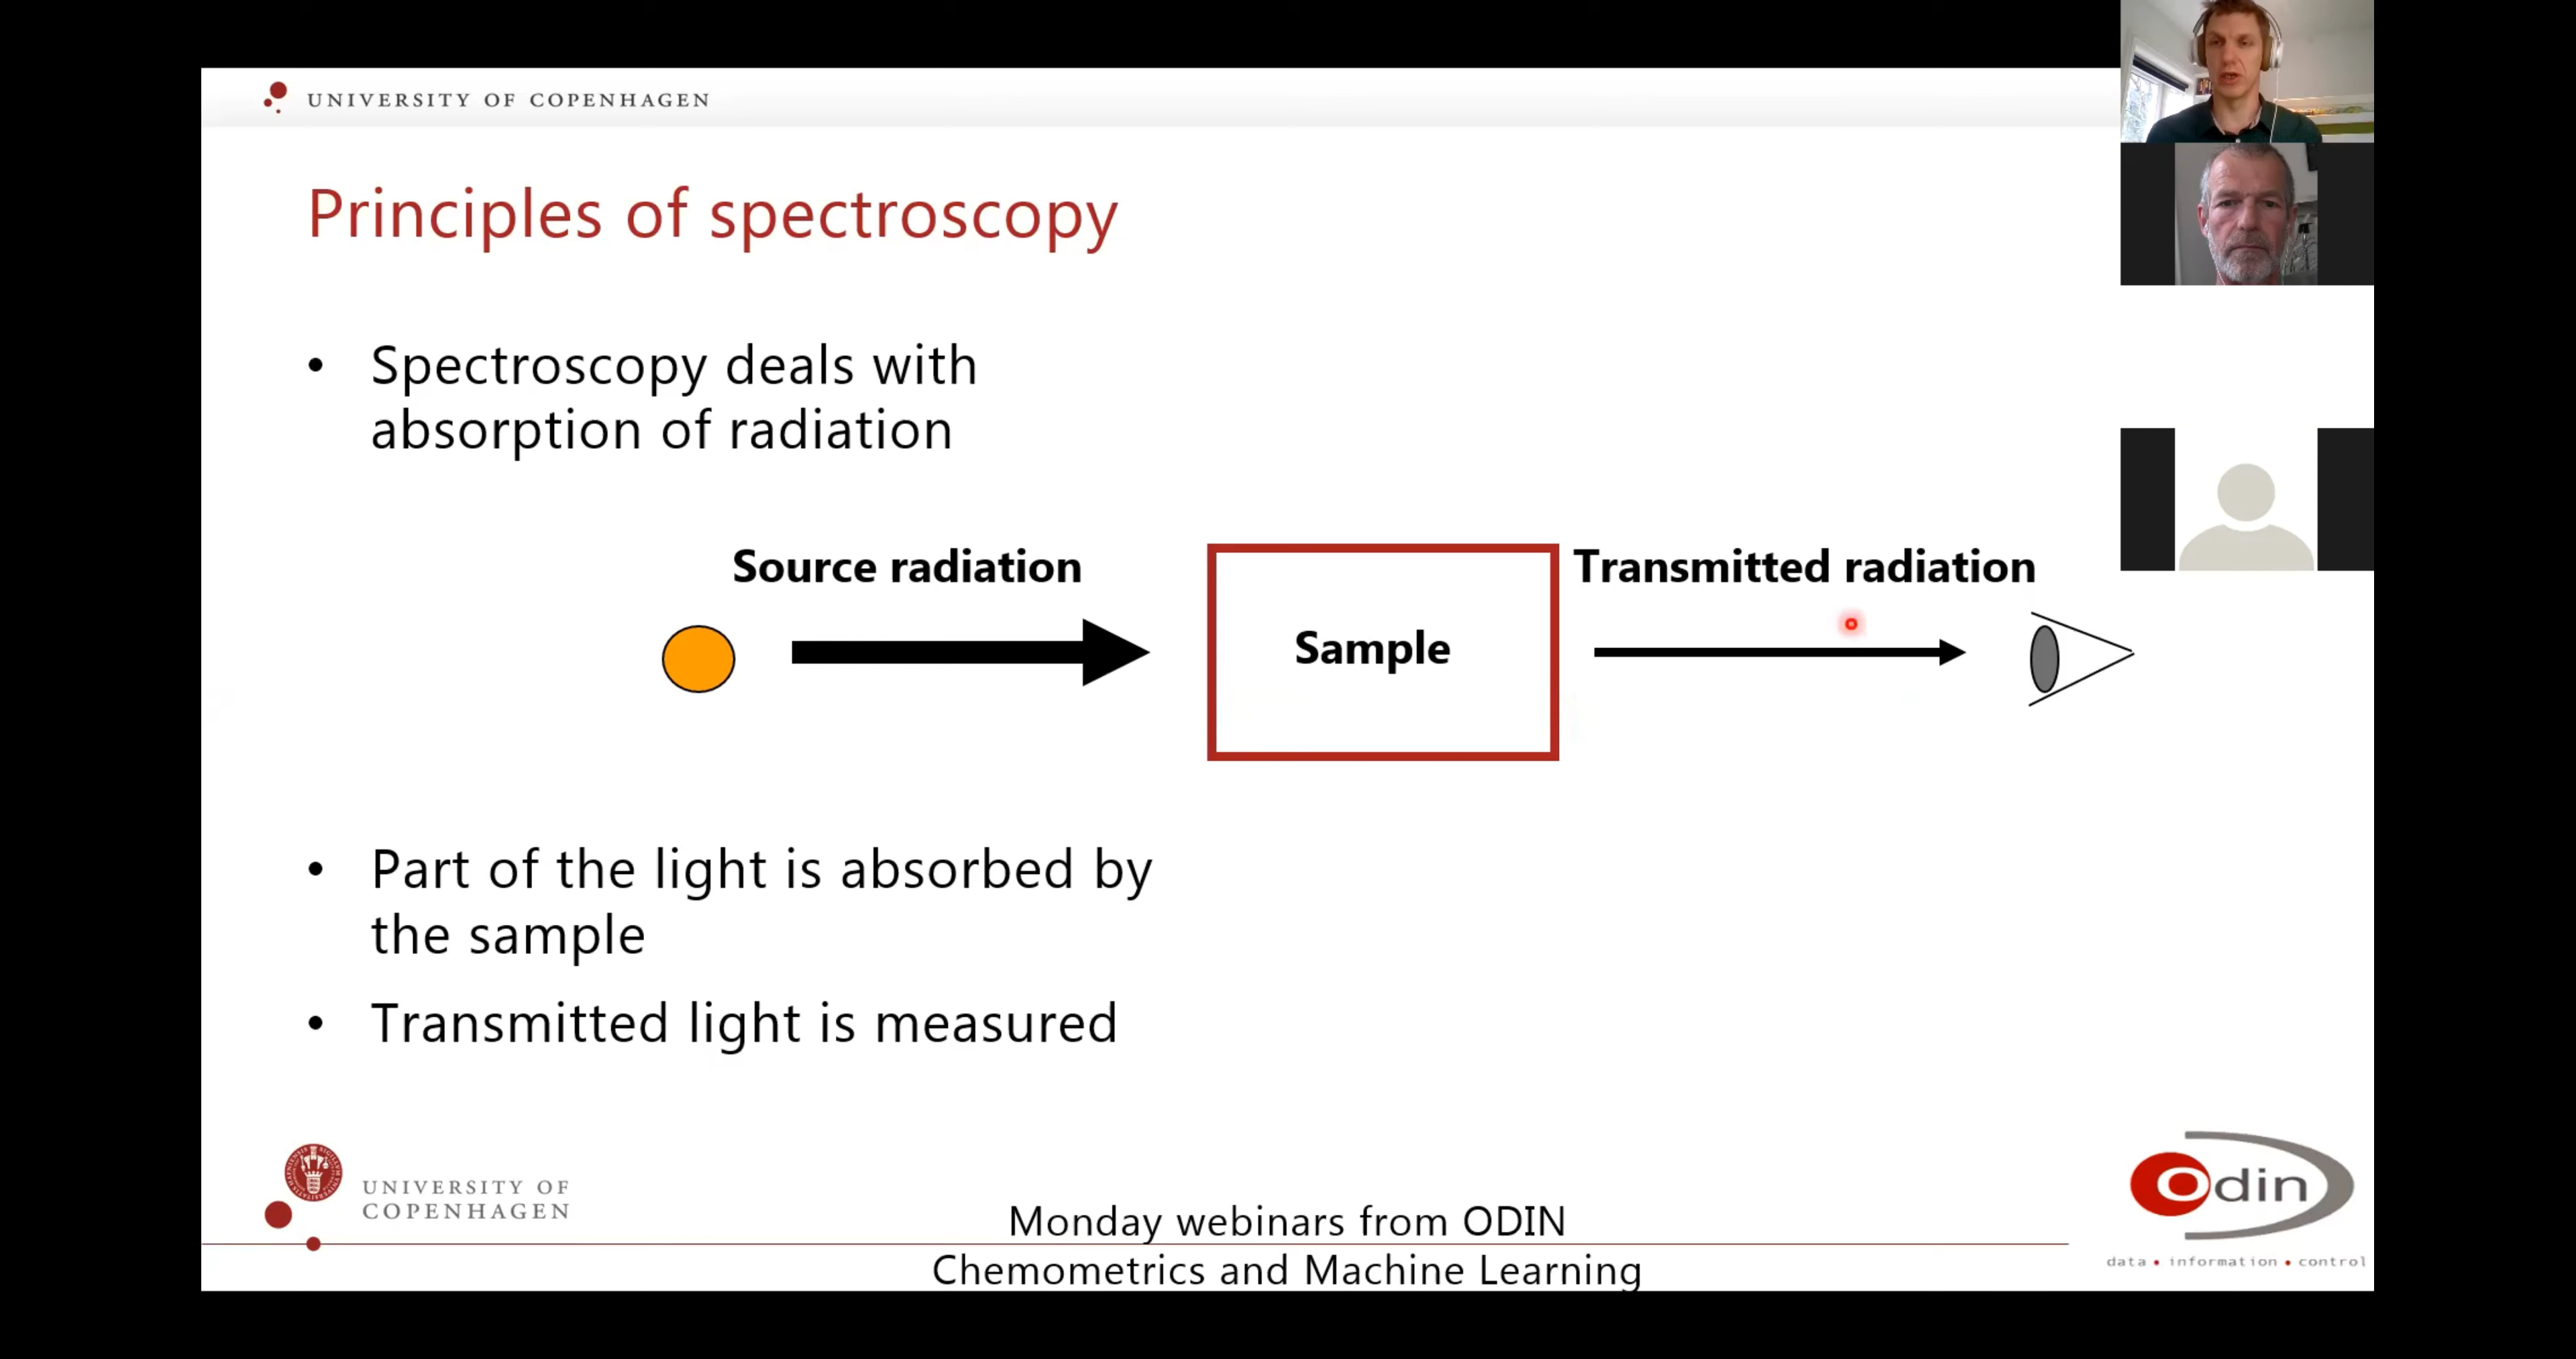 UNIVERSITY OF COPENHAGEN
Principles of spectroscopy
• Spectroscopy deals with
absorption of radiation
Source radiation
Sample
Transmitted radiation
• Part of the light is absorbed by
the sample
• Transmitted light is measured
UNIVERSITY OF
COPENHAGEN
Monday webinars from ODIN
Chemometrics and Machine Learning
odin
data • information • control